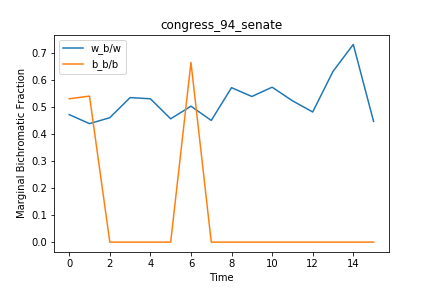 congress_94_senate
w_b/w
b_b/b
Marginal Bichromatic Fraction
0.7
0.6
0.5
0.4
0.3
0.2
0.1
0.0
0 2 4 6 8 10 12 14
Time